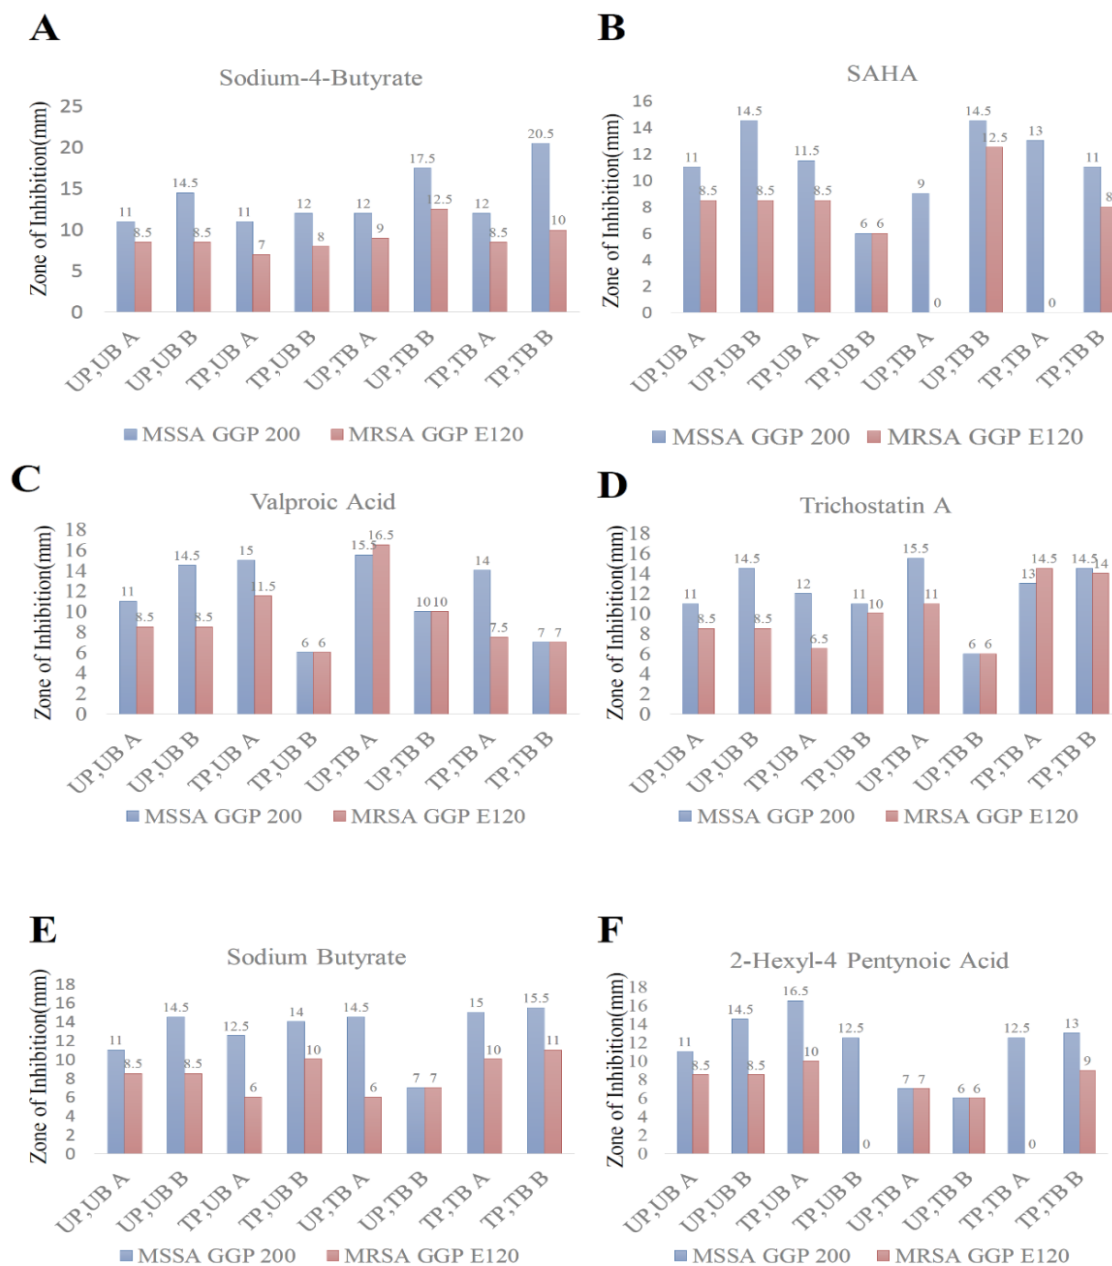 A
Sodium-4-Butyrate
Zone of Inhibition(mm)
25
20
15
10
5
0
11
8.5
14.5
8.5
11
7
12
8
12
9
17.5
12.5
12
8.5
20.5
10
UP,UB A
UP,UB B
TP,UB A
TP,UB B
UP,TB A
UP,TB B
TP,TB A
TP,TB B
MSSA GGP 200
MRSA GGP E120
B
SAHA
Zone of Inhibition(mm)
16
14
12
10
8
6
4
2
0
11
8.5
14.5
8.5
11.5
8.5
6
6
9
0
14.5
12.5
13
0
11
8
UP,UB A
UP,UB B
TP,UB A
TP,UB B
UP,TB A
UP,TB B
TP,TB A
TP,TB B
MSSA GGP 200
MRSA GGP E120
C
Valproic Acid
Zone of Inhibition(mm)
18
16
14
12
10
8
6
4
2
0
11
8.5
14.5
8.5
15
11.5
6
6
15.5
16.5
10
10
14
7.5
7
7
UP,UB A
UP,UB B
TP,UB A
TP,UB B
UP,TB A
UP,TB B
TP,TB A
TP,TB B
MSSA GGP 200
MRSA GGP E120
D
Trichostatin A
Zone of Inhibition(mm)
18
16
14
12
10
8
6
4
2
0
11
8.5
14.5
8.5
12
6.5
11
10
15.5
11
6
6
13
14.5
14.5
14
UP,UB A
UP,UB B
TP,UB A
TP,UB B
UP,TB A
UP,TB B
TP,TB A
TP,TB B
MSSA GGP 200
MRSA GGP E120
E
Sodium Butyrate
Zone of Inhibition(mm)
18
16
14
12
10
8
6
4
2
0
11
8.5
14.5
8.5
12.5
6
14
10
14.5
6
7
7
15
10
15.5
11
UP,UB A
UP,UB B
TP,UB A
TP,UB B
UP,TB A
UP,TB B
TP,TB A
TP,TB B
MSSA GGP 200
MRSA GGP E120
F
2-Hexyl-4 Pentynoic Acid
Zone of Inhibition(mm)
18
16
14
12
10
8
6
4
2
0
11
8.5
14.5
8.5
16.5
10
12.5
0
7
7
6
6
12.5
0
13
9
UP,UB A
UP,UB B
TP,UB A
TP,UB B
UP,TB A
UP,TB B
TP,TB A
TP,TB B
MSSA GGP 200
MRSA GGP E120